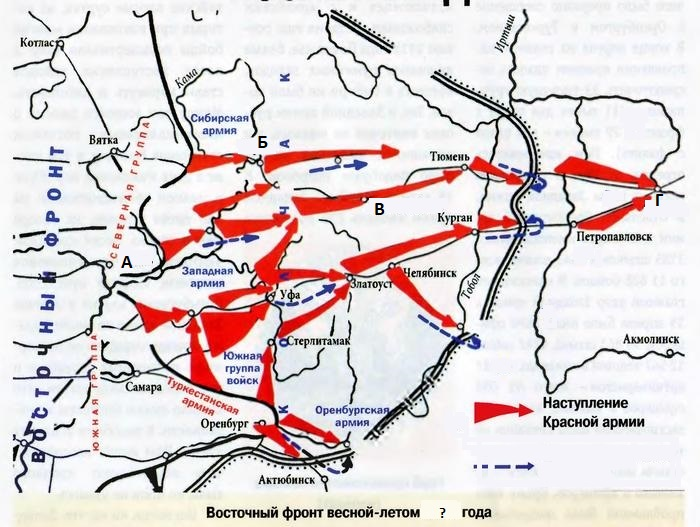 Котлас
Кама
Иртыш
Сибирская
армия
Б
К
А
Вятка
СЕВЕРНАЯ ГРУППА
Тюмень
В
Г
Ч
Курган
Петропавловск
ВОСТОЧНЫЙ ФРОНТ
А
Западная
армия
Л
Уфа
Златоуст
Челябинск
Тобол
О
Стерлитамак
Акмолинск
ЮЖНАЯ ГРУППА
Самара
Южная
группа
войск
Туркестанская
армия
К
Оренбургская
армия
Оренбург
Актюбинск
Наступление
Красной армии
Восточный фронт весной-летом ? года